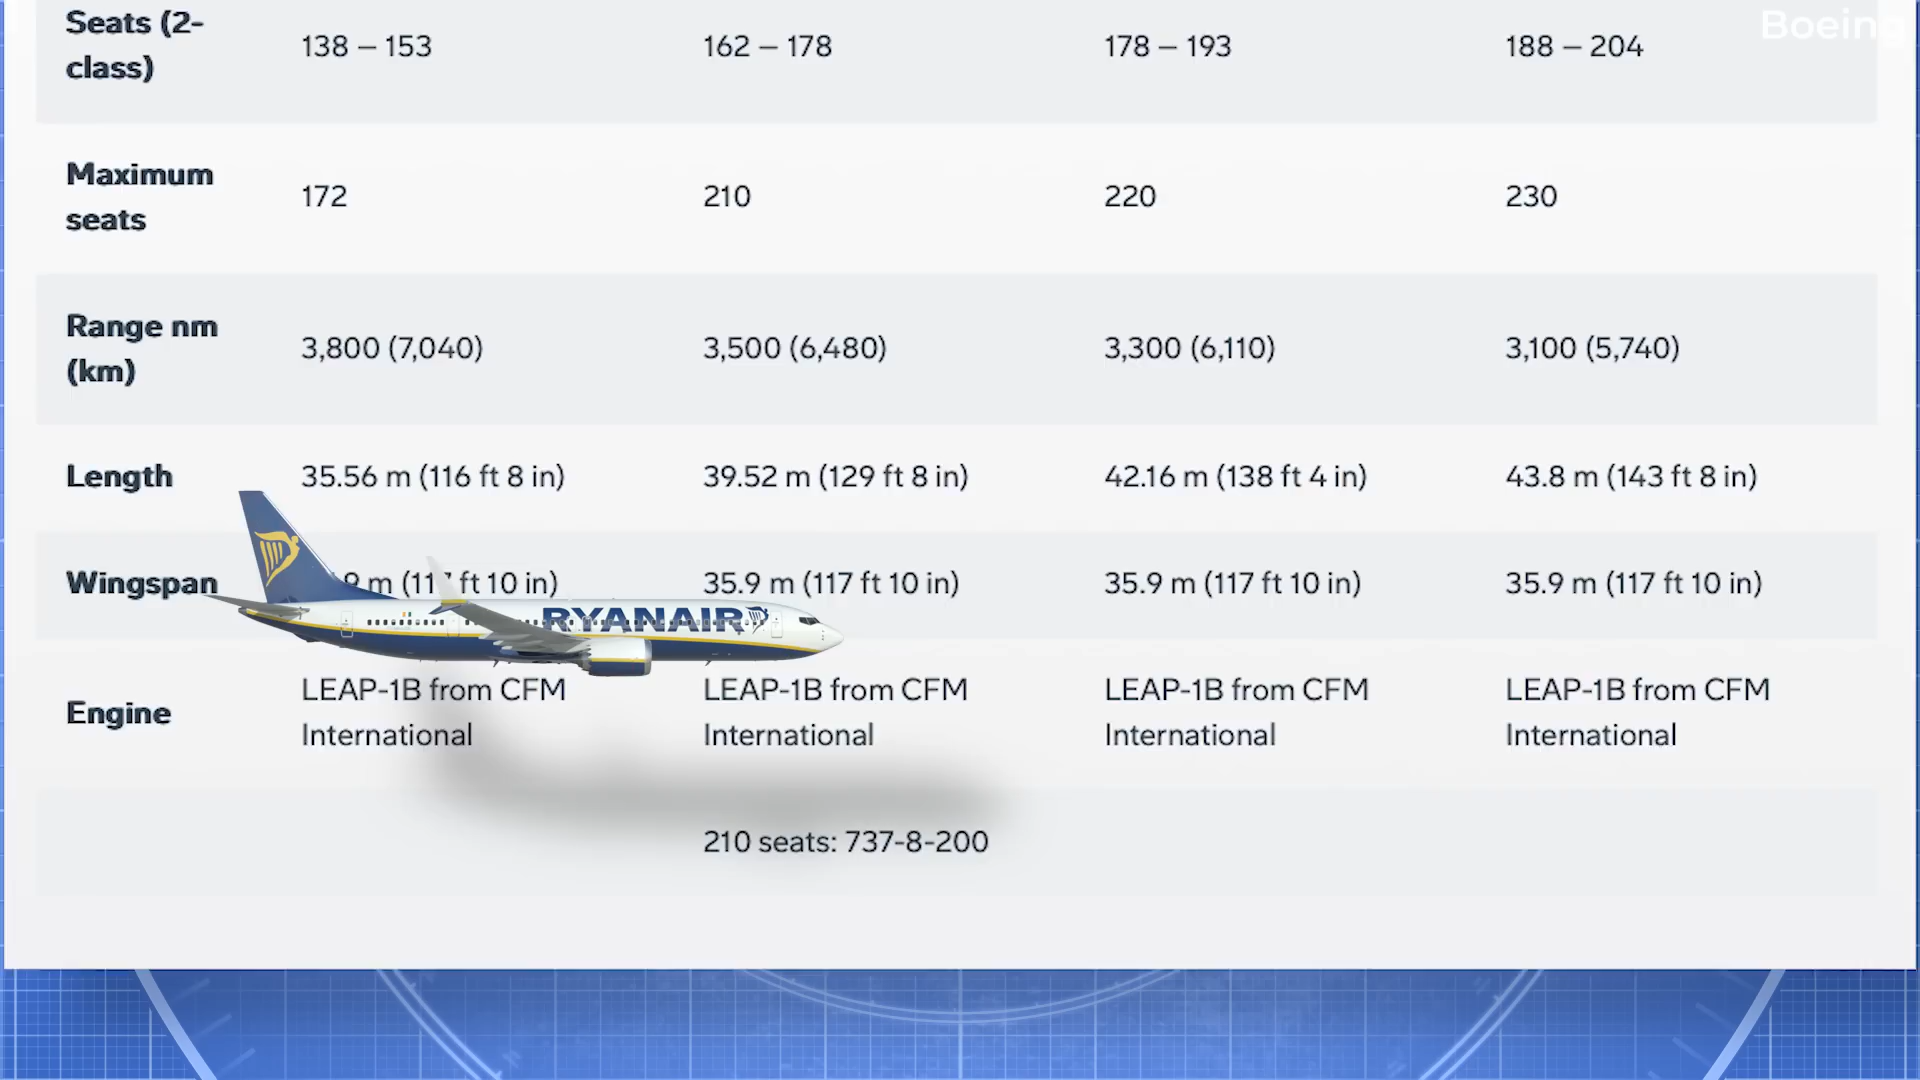 Boeing
Seats (2-
class)
138 – 153
162 – 178
178 – 193
188 – 204
Maximum
seats
172
210
220
230
Range nm
(km)
3,800 (7,040)
3,500 (6,480)
3,300 (6,110)
3,100 (5,740)
Length
35.56 m (116 ft 8 in)
39.52 m (129 ft 8 in)
42.16 m (138 ft 4 in)
43.8 m (143 ft 8 in)
Wingspan
.9 m (117 ft 10 in)
35.9 m (117 ft 10 in)
35.9 m (117 ft 10 in)
35.9 m (117 ft 10 in)
RYANAIR
Engine
LEAP-1B from CFM
International
LEAP-1B from CFM
International
LEAP-1B from CFM
International
LEAP-1B from CFM
International
210 seats: 737-8-200